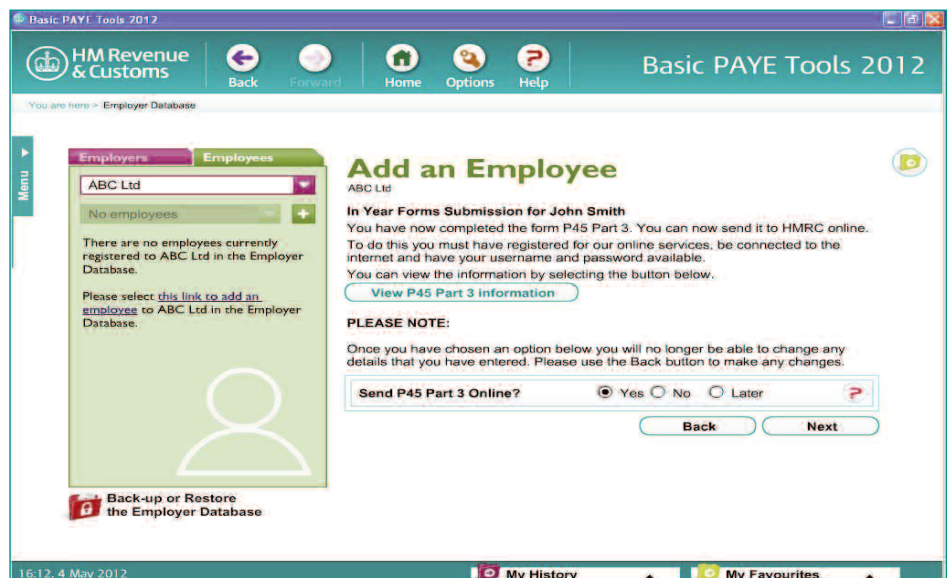 Basic PAYE Tools 2012
HM Revenue
& Customs
Back
Forward
Home
Options
Help
Basic PAYE Tools 2012
You are here > Employer Database
Menu
Employers
Employees
ABC Ltd
No employees
There are no employees currently
registered to ABC Ltd in the Employer
Database.
Please select this link to add an
employee to ABC Ltd in the Employer
Database.
Back-up or Restore
the Employer Database
Add an Employee
ABC Ltd
In Year Forms Submission for John Smith
You have now completed the form P45 Part 3. You can now send it to HMRC online.
To do this you must have registered for our online services, be connected to the
internet and have your username and password available.
You can view the information by selecting the button below.
View P45 Part 3 information
PLEASE NOTE:
Once you have chosen an option below you will no longer be able to change any
details that you have entered. Please use the Back button to make any changes.
Send P45 Part 3 Online? Yes No Later ?
Back Next
16:12, 4 May 2012
My History
My Favourites